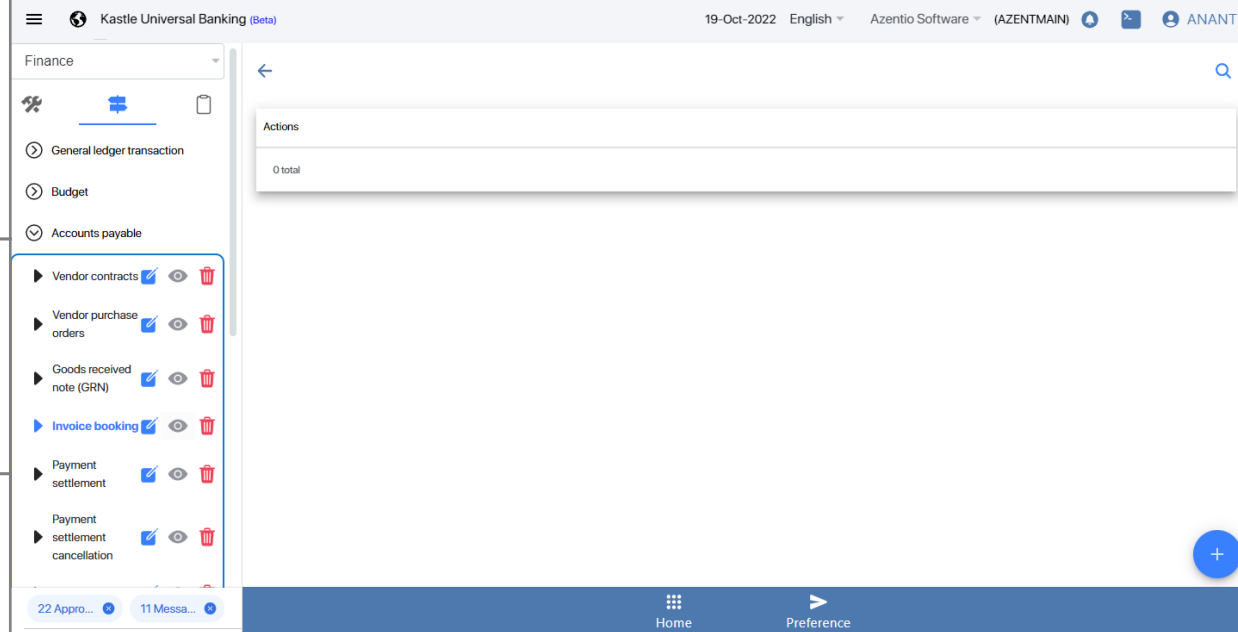 Kastle Universal Banking (Beta)
19-Oct-2022 English Azentio Software (AZENTMAIN) ANANT
Finance
Actions
0 total
General ledger transaction
Budget
Accounts payable
Vendor contracts
Vendor purchase
orders
Goods received
note (GRN)
Invoice booking
Payment
settlement
Payment
settlement
cancellation
22 Appro...
11 Messa...
Home
Preference